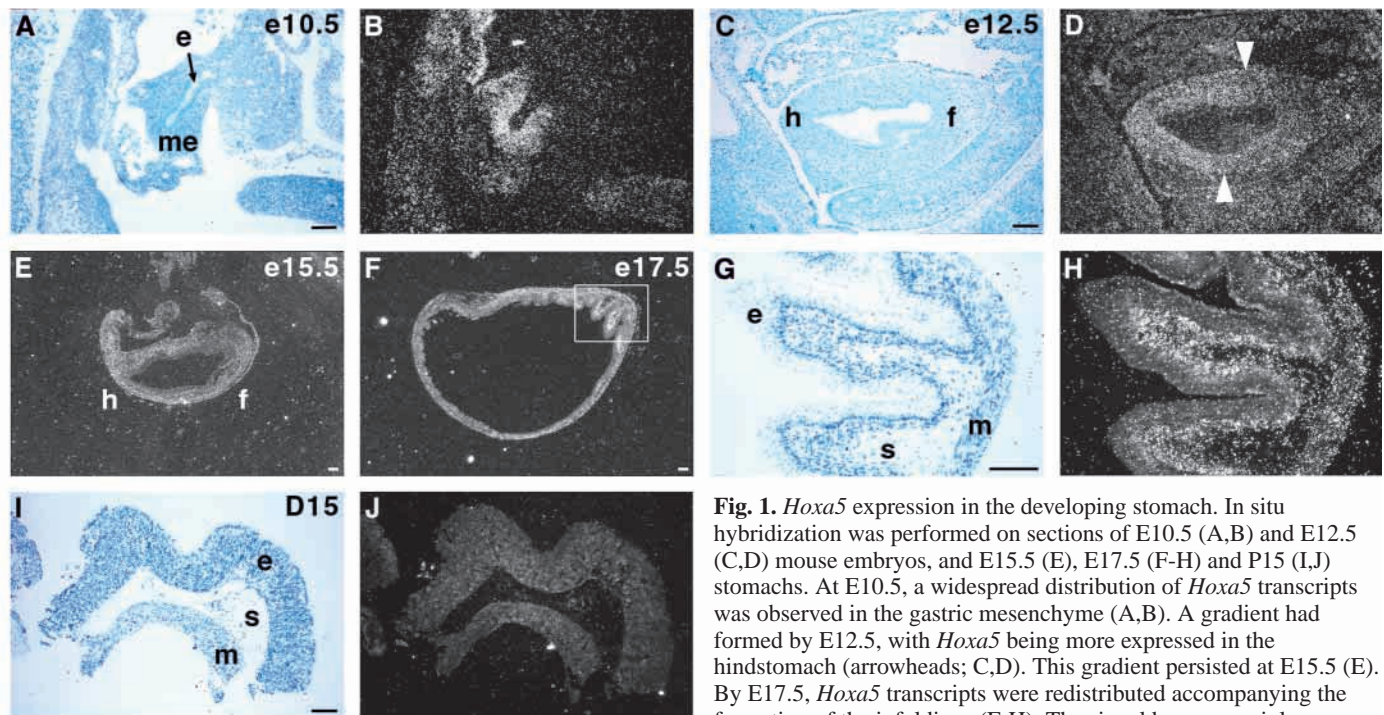 A e e10.5
me
B
C e12.5
h f
D
E e15.5
h f
F e17.5
G
e
m
s
H
I D15
e
s
m
J
Fig. 1. Hoxa5 expression in the developing stomach. In situ
hybridization was performed on sections of E10.5 (A,B) and E12.5
(C,D) mouse embryos, and E15.5 (E), E17.5 (F-H) and P15 (I,J)
stomachs. At E10.5, a widespread distribution of Hoxa5 transcripts
was observed in the gastric mesenchyme (A,B). A gradient had
formed by E12.5, with Hoxa5 being more expressed in the
hindstomach (arrowheads; C,D). This gradient persisted at E15.5 (E).
By E17.5, Hoxa5 transcripts were redistributed accompanying the